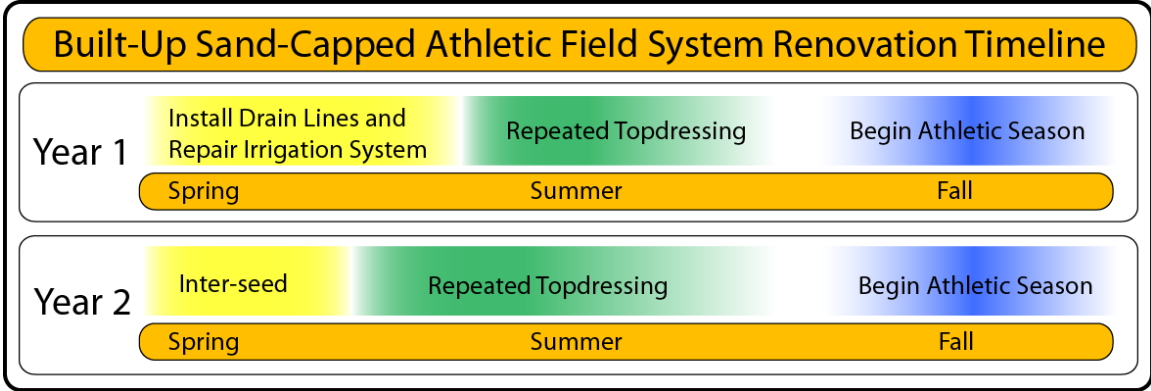 Built-Up Sand-Capped Athletic Field System Renovation Timeline
Year 1
Install Drain Lines and
Repair Irrigation System
Repeated Topdressing
Begin Athletic Season
Spring
Summer
Fall
Year 2
Inter-seed
Repeated Topdressing
Begin Athletic Season
Spring
Summer
Fall